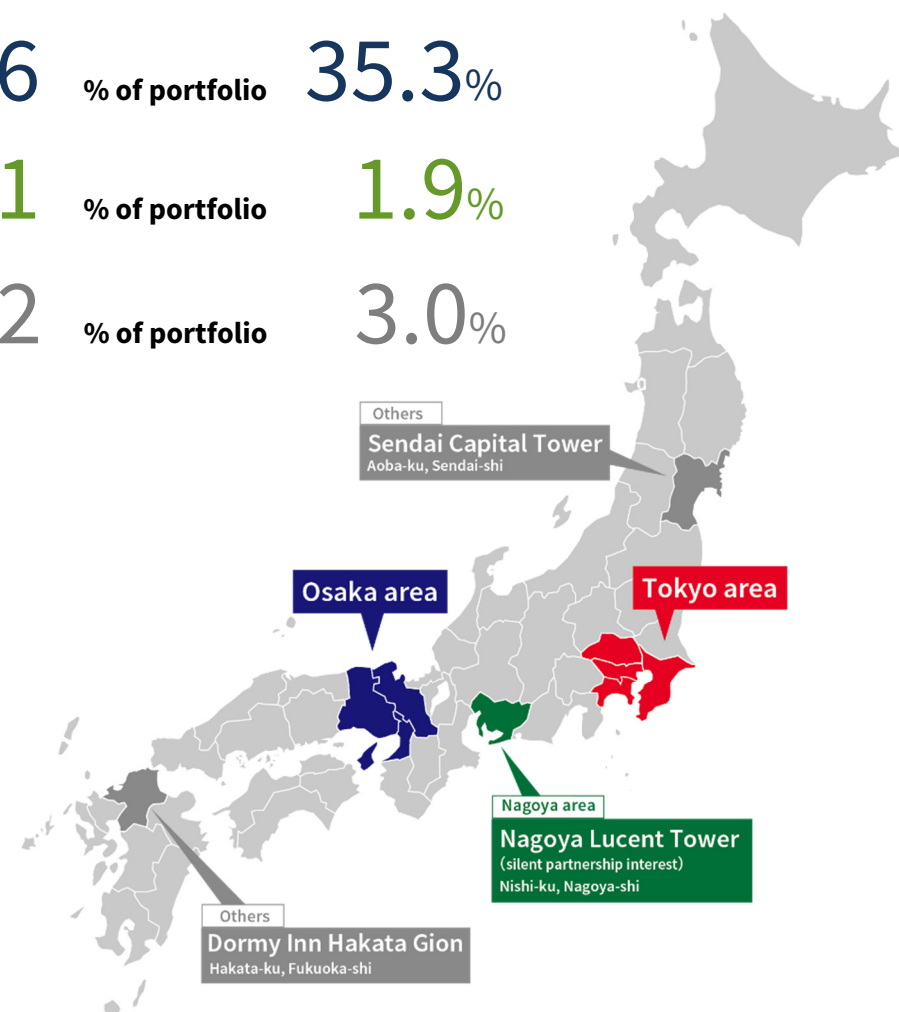 6 % of portfolio 35.3%
1 % of portfolio 1.9%
2 % of portfolio 3.0%
Others
Sendai Capital Tower
Aoba-ku, Sendai-shi
Osaka area
Tokyo area
Nagoya area
Nagoya Lucent Tower
(silent partnership interest)
Nishi-ku, Nagoya-shi
Others
Dormy Inn Hakata Gion
Hakata-ku, Fukuoka-shi